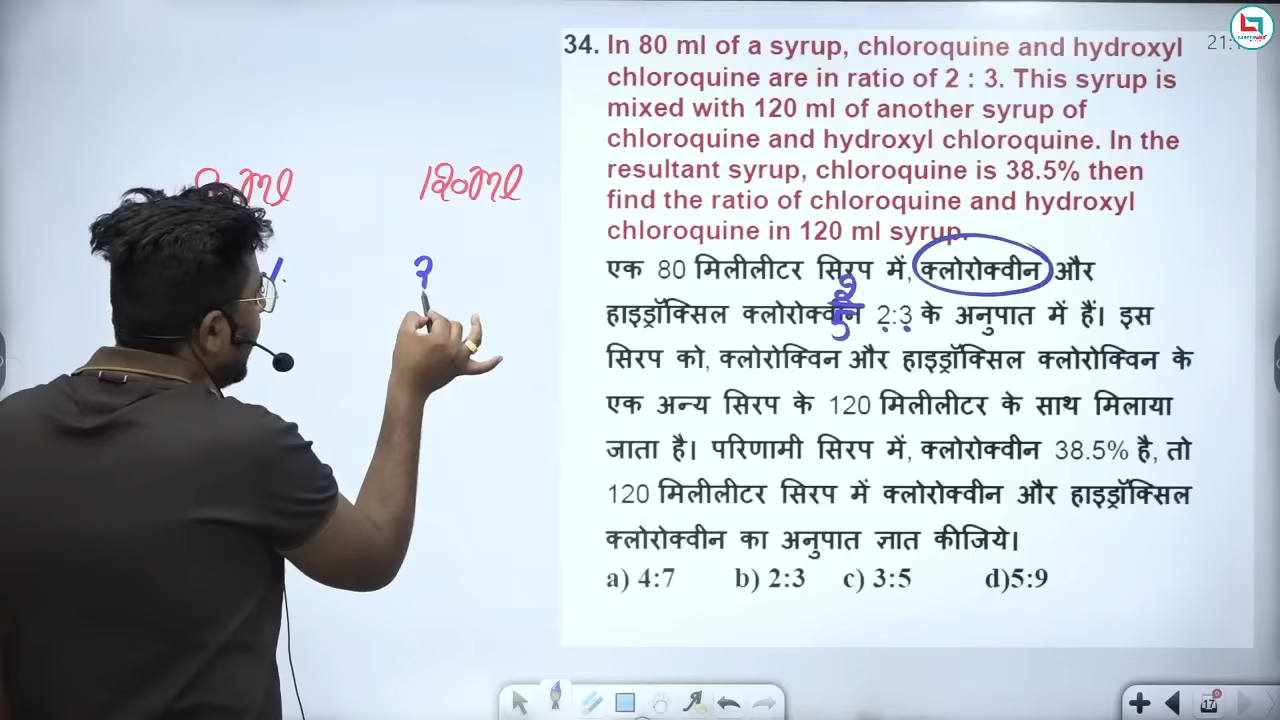 34. In 80 ml of a syrup, chloroquine and hydroxyl
chloroquine are in ratio of 2 : 3. This syrup is
mixed with 120 ml of another syrup of
chloroquine and hydroxyl chloroquine. In the
resultant syrup, chloroquine is 38.5% then
find the ratio of chloroquine and hydroxyl
chloroquine in 120 ml syrup.
एक 80 मिलीलीटर सिरप में, क्लोरोक्वीन और
हाइड्रॉक्सिल क्लोरोक्वीन 2:3 के अनुपात में हैं। इस
सिरप को, क्लोरोक्विन और हाइड्रॉक्सिल क्लोरोक्विन के
एक अन्य सिरप के 120 मिलीलीटर के साथ मिलाया
जाता है। परिणामी सिरप में, क्लोरोक्वीन 38.5% है, तो
120 मिलीलीटर सिरप में क्लोरोक्वीन और हाइड्रॉक्सिल
क्लोरोक्वीन का अनुपात ज्ञात कीजिये।
a) 4:7 b) 2:3 c) 3:5 d)5:9
ml 120ml
% ?
2
5
17